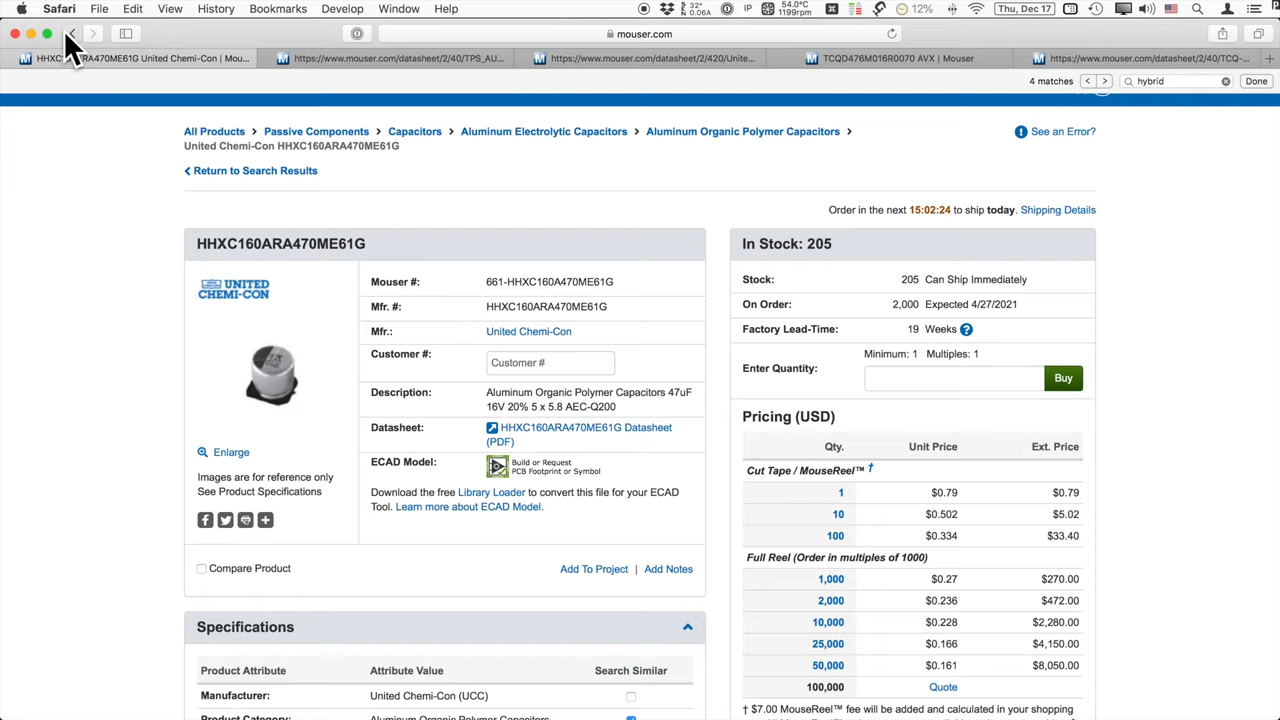 Safari File Edit View History Bookmarks Develop Window Help
32° 0.06A
IP
54.0°C 1199rpm
12%
Thu, Dec 17
mouser.com
https://www.mouser.com/datasheet/2/40/TPS_AU...
https://www.mouser.com/datasheet/2/420/Unite...
TCQD476M016R0070 AVX | Mouser
https://www.mouser.com/datasheet/2/40/TCQ-...
4 matches
hybrid
Done
All Products > Passive Components > Capacitors > Aluminum Electrolytic Capacitors > Aluminum Organic Polymer Capacitors >
United Chemi-Con HHXC160ARA470ME61G
See an Error?
Return to Search Results
Order in the next 15:02:24 to ship today. Shipping Details
HHXC160ARA470ME61G
UNITED
CHEMI-CON
Enlarge
Images are for reference only
See Product Specifications
Mouser #: 661-HHXC160A470ME61G
Mfr. #: HHXC160ARA470ME61G
Mfr.: United Chemi-Con
Customer #: Customer #
Description: Aluminum Organic Polymer Capacitors 47uF
16V 20% 5 x 5.8 AEC-Q200
Datasheet: HHXC160ARA470ME61G Datasheet
(PDF)
ECAD Model: Build or Request
PCB Footprint or Symbol
Download the free Library Loader to convert this file for your ECAD
Tool. Learn more about ECAD Model.
Compare Product
Add To Project | Add Notes
Specifications
Product Attribute Attribute Value Search Similar
Manufacturer: United Chemi-Con (UCC)
Product Category: Aluminum Organic Polymer Capacitors
In Stock: 205
Stock: 205 Can Ship Immediately
On Order: 2,000 Expected 4/27/2021
Factory Lead-Time: 19 Weeks ?
Minimum: 1 Multiples: 1
Enter Quantity: Buy
Pricing (USD)
Qty. Unit Price Ext. Price
Cut Tape / MouseReel™ †
1 $0.79 $0.79
10 $0.502 $5.02
100 $0.334 $33.40
Full Reel (Order in multiples of 1000)
1,000 $0.27 $270.00
2,000 $0.236 $472.00
10,000 $0.228 $2,280.00
25,000 $0.166 $4,150.00
50,000 $0.161 $8,050.00
100,000 Quote
† $7.00 MouseReel™ fee will be added and calculated in your shopping